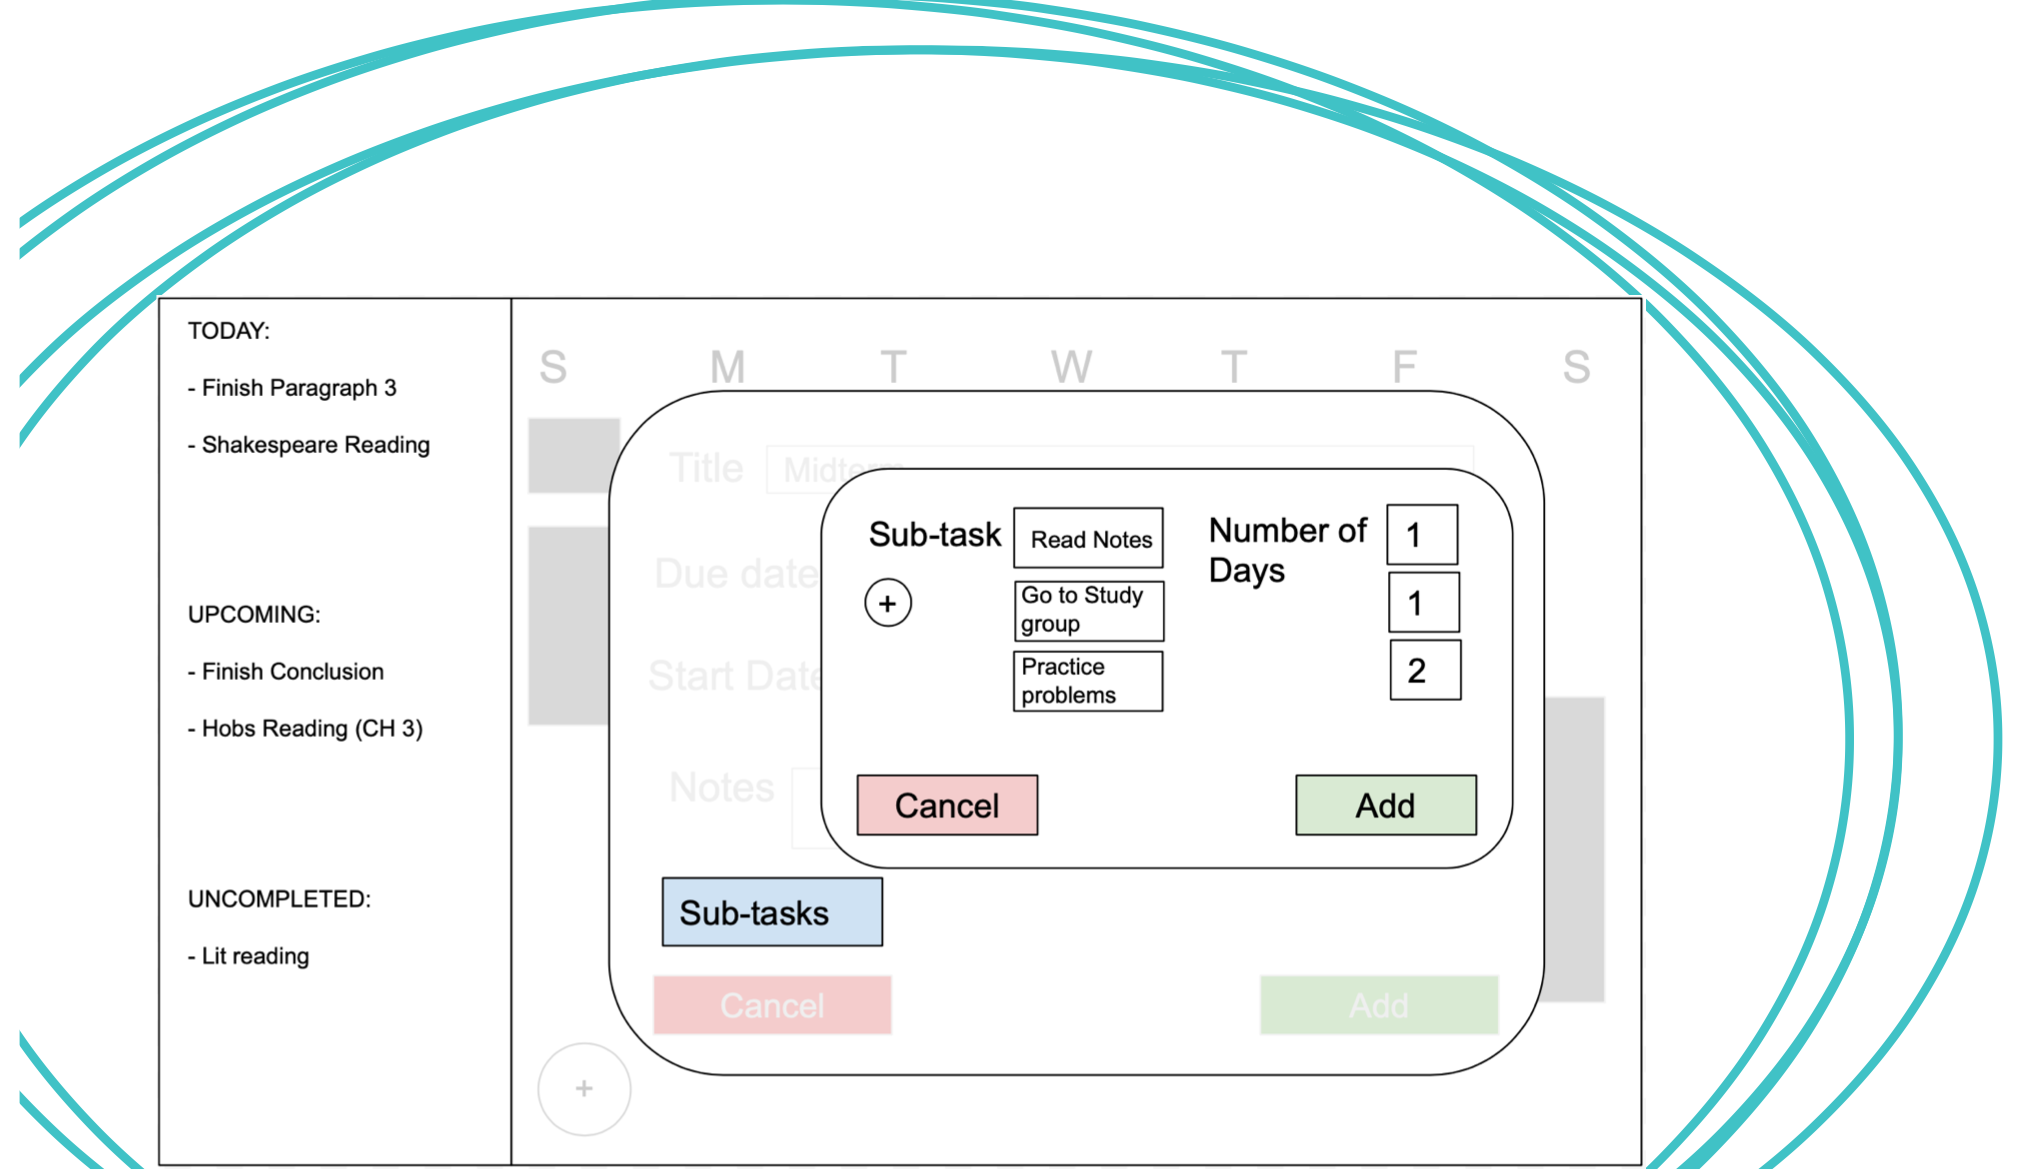 TODAY:
- Finish Paragraph 3
- Shakespeare Reading
UPCOMING:
- Finish Conclusion
- Hobs Reading (CH 3)
UNCOMPLETED:
- Lit reading
S M T W T F S
Title
Due date
Start Date
Notes
Sub-task
+
Read Notes
Go to Study
group
Practice
problems
Number of
Days
1
1
2
Cancel
Add
Sub-tasks
Cancel
Add
+